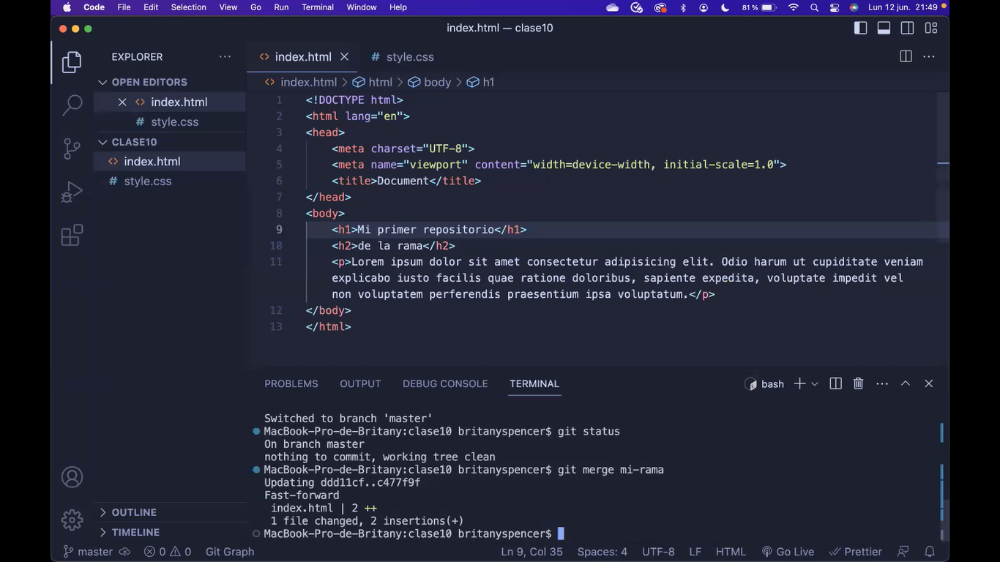 Code File Edit Selection View Go Run Terminal Window Help 81% Lun 12 jun. 21:49
index.html — clase10
EXPLORER
OPEN EDITORS
index.html
# style.css
CLASE10
index.html
# style.css
OUTLINE
TIMELINE
index.html # style.css
index.html > html > body > h1
1 <!DOCTYPE html>
2 <html lang="en">
3 <head>
4 <meta charset="UTF-8">
5 <meta name="viewport" content="width=device-width, initial-scale=1.0">
6 <title>Document</title>
7 </head>
8 <body>
9 <h1>Mi primer repositorio</h1>
10 <h2>de la rama</h2>
11 <p>Lorem ipsum dolor sit amet consectetur adipisicing elit. Odio harum ut cupiditate veniam
explicabo iusto facilis quae ratione doloribus, sapiente expedita, voluptate impedit vel
non voluptatem perferendis praesentium ipsa voluptatum.</p>
12 </body>
13 </html>
PROBLEMS OUTPUT DEBUG CONSOLE TERMINAL bash
Switched to branch 'master'
MacBook-Pro-de-Britany:clase10 britanyspencer$ git status
On branch master
nothing to commit, working tree clean
MacBook-Pro-de-Britany:clase10 britanyspencer$ git merge mi-rama
Updating ddd11cf..c477f9f
Fast-forward
index.html | 2 ++
1 file changed, 2 insertions(+)
MacBook-Pro-de-Britany:clase10 britanyspencer$
master 0 0 Git Graph Ln 9, Col 35 Spaces: 4 UTF-8 LF HTML Go Live Prettier